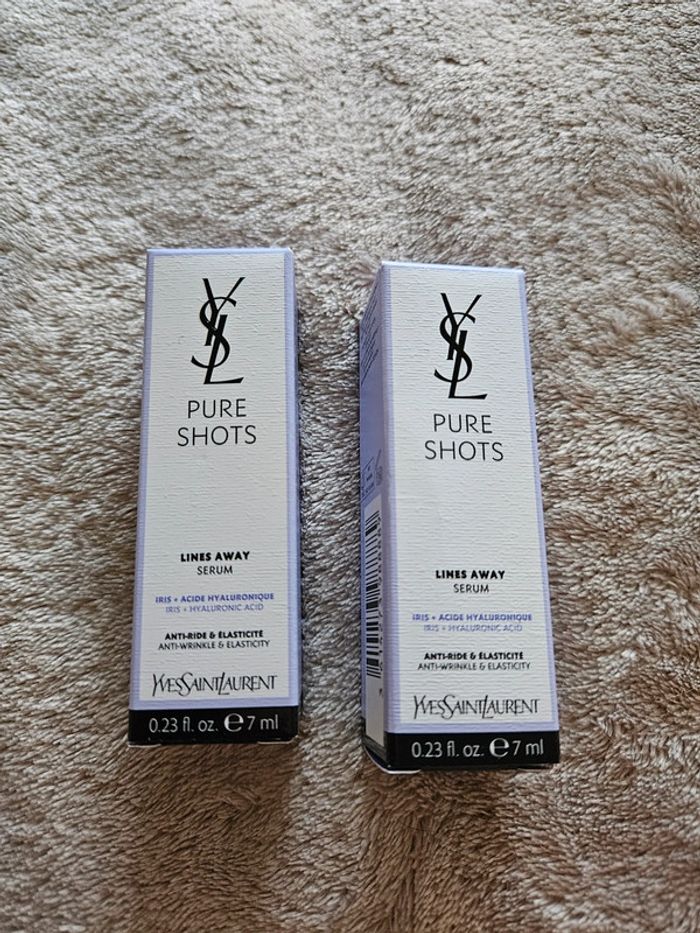 YSL
PURE
SHOTS
LINES AWAY
SERUM
IRIS + ACIDE HYALURONIQUE
IRIS + HYALURONIC ACID
ANTI-RIDE & ÉLASTICITÉ
ANTI-WRINKLE & ELASTICITY
YVESSAINTLAURENT
0.23 fl. oz. ℮ 7 ml
YSL
PURE
SHOTS
LINES AWAY
SERUM
IRIS + ACIDE HYALURONIQUE
IRIS + HYALURONIC ACID
ANTI-RIDE & ÉLASTICITÉ
ANTI-WRINKLE & ELASTICITY
YVESSAINTLAURENT
0.23 fl. oz. ℮ 7 ml